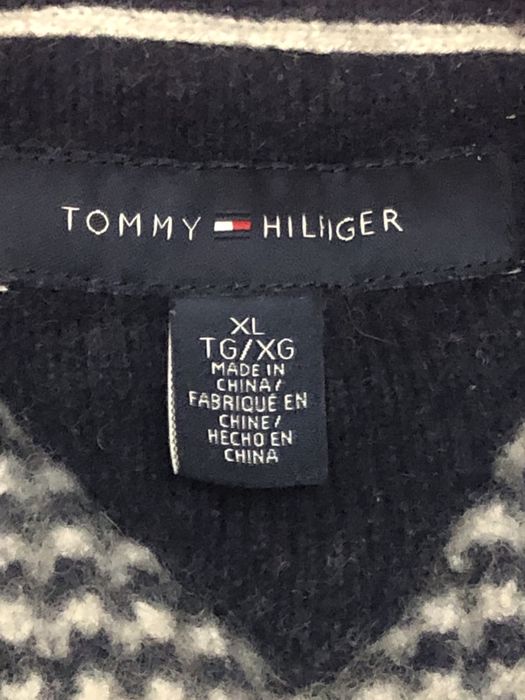 TOMMY HILFIGER
XL
TG/XG
MADE IN
CHINA/
FABRIQUÉ EN
CHINE/
HECHO EN
CHINA